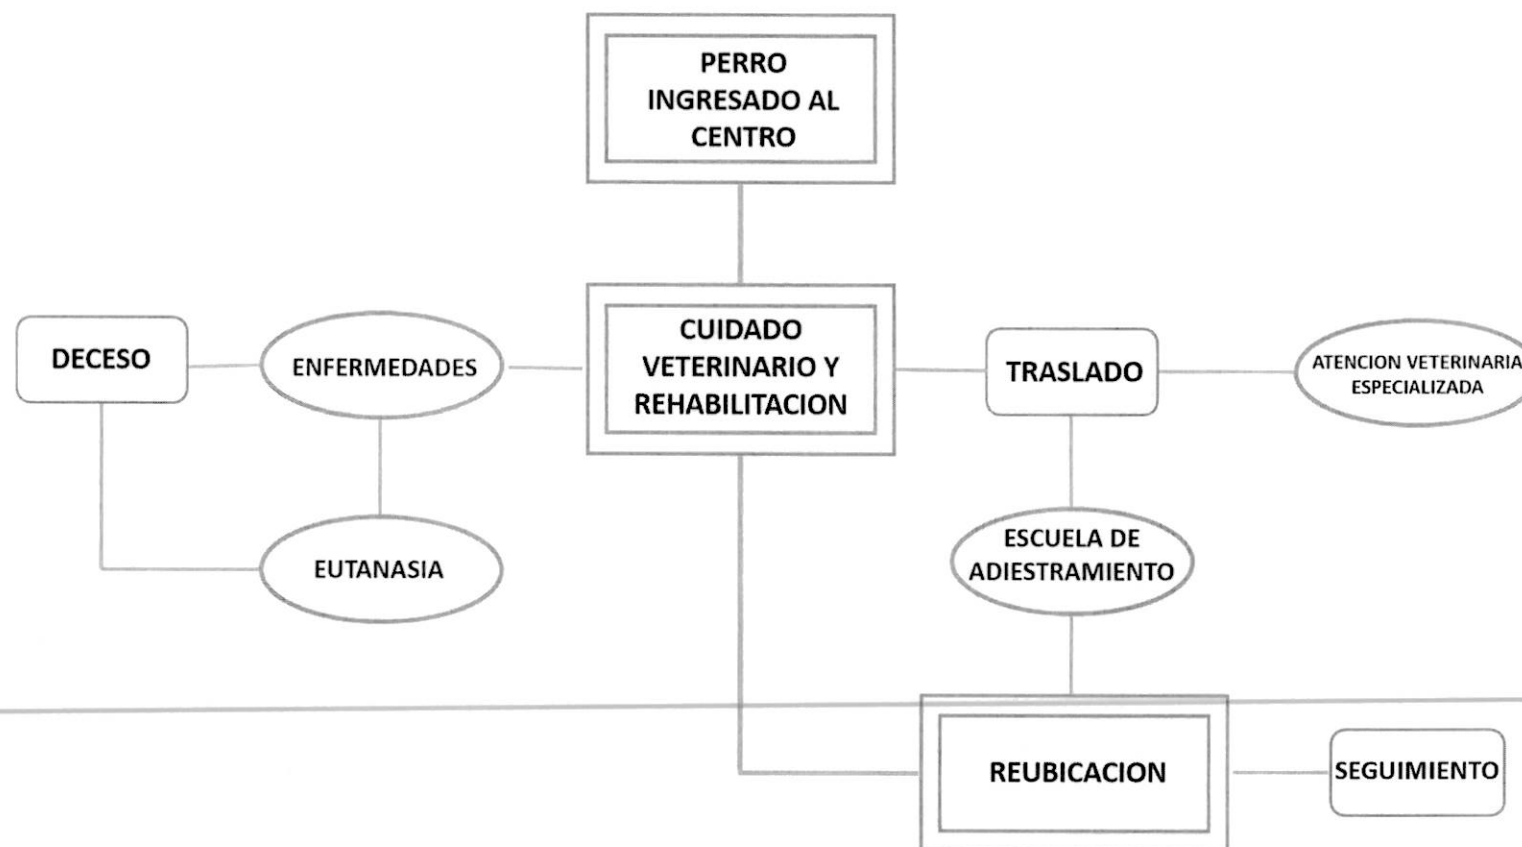 PERRO
INGRESADO AL
CENTRO
DECESO
ENFERMEDADES
CUIDADO
VETERINARIO Y
REHABILITACION
TRASLADO
ATENCION VETERINARIA
ESPECIALIZADA
EUTANASIA
ESCUELA DE
ADIESTRAMIENTO
REUBICACION
SEGUIMIENTO